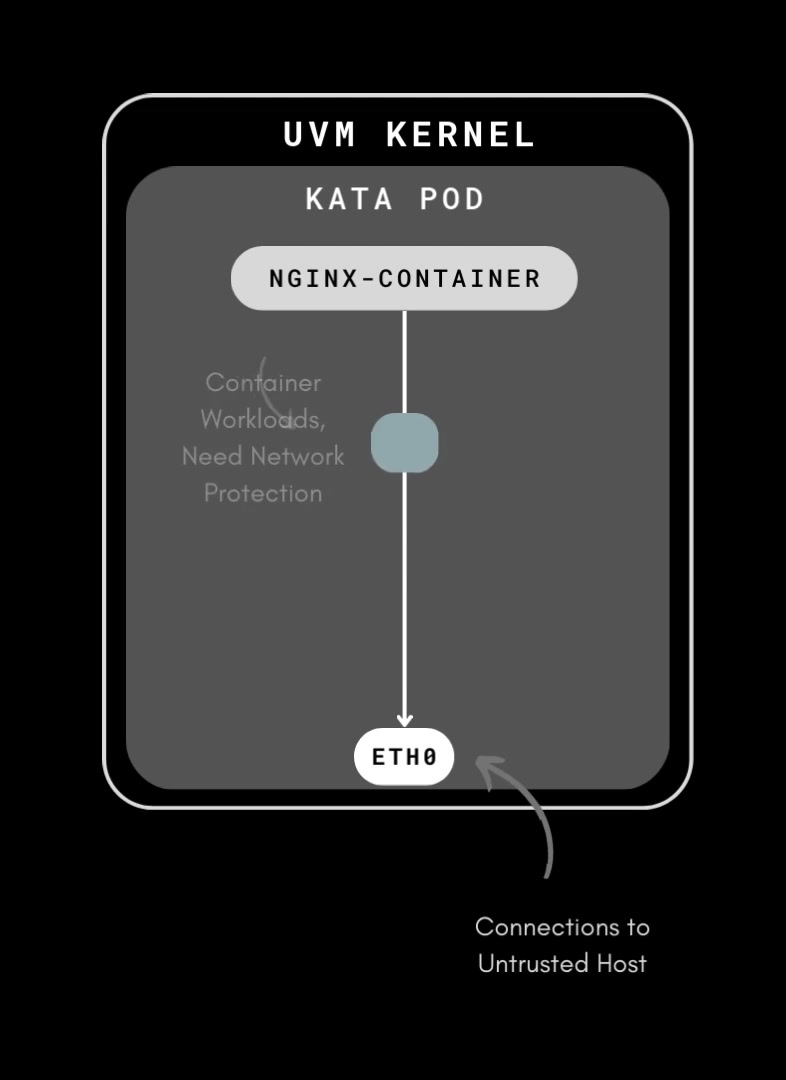 UVM KERNEL
KATA POD
NGINX-CONTAINER
Container
Workloads,
Need Network
Protection
ETH0
Connections to
Untrusted Host